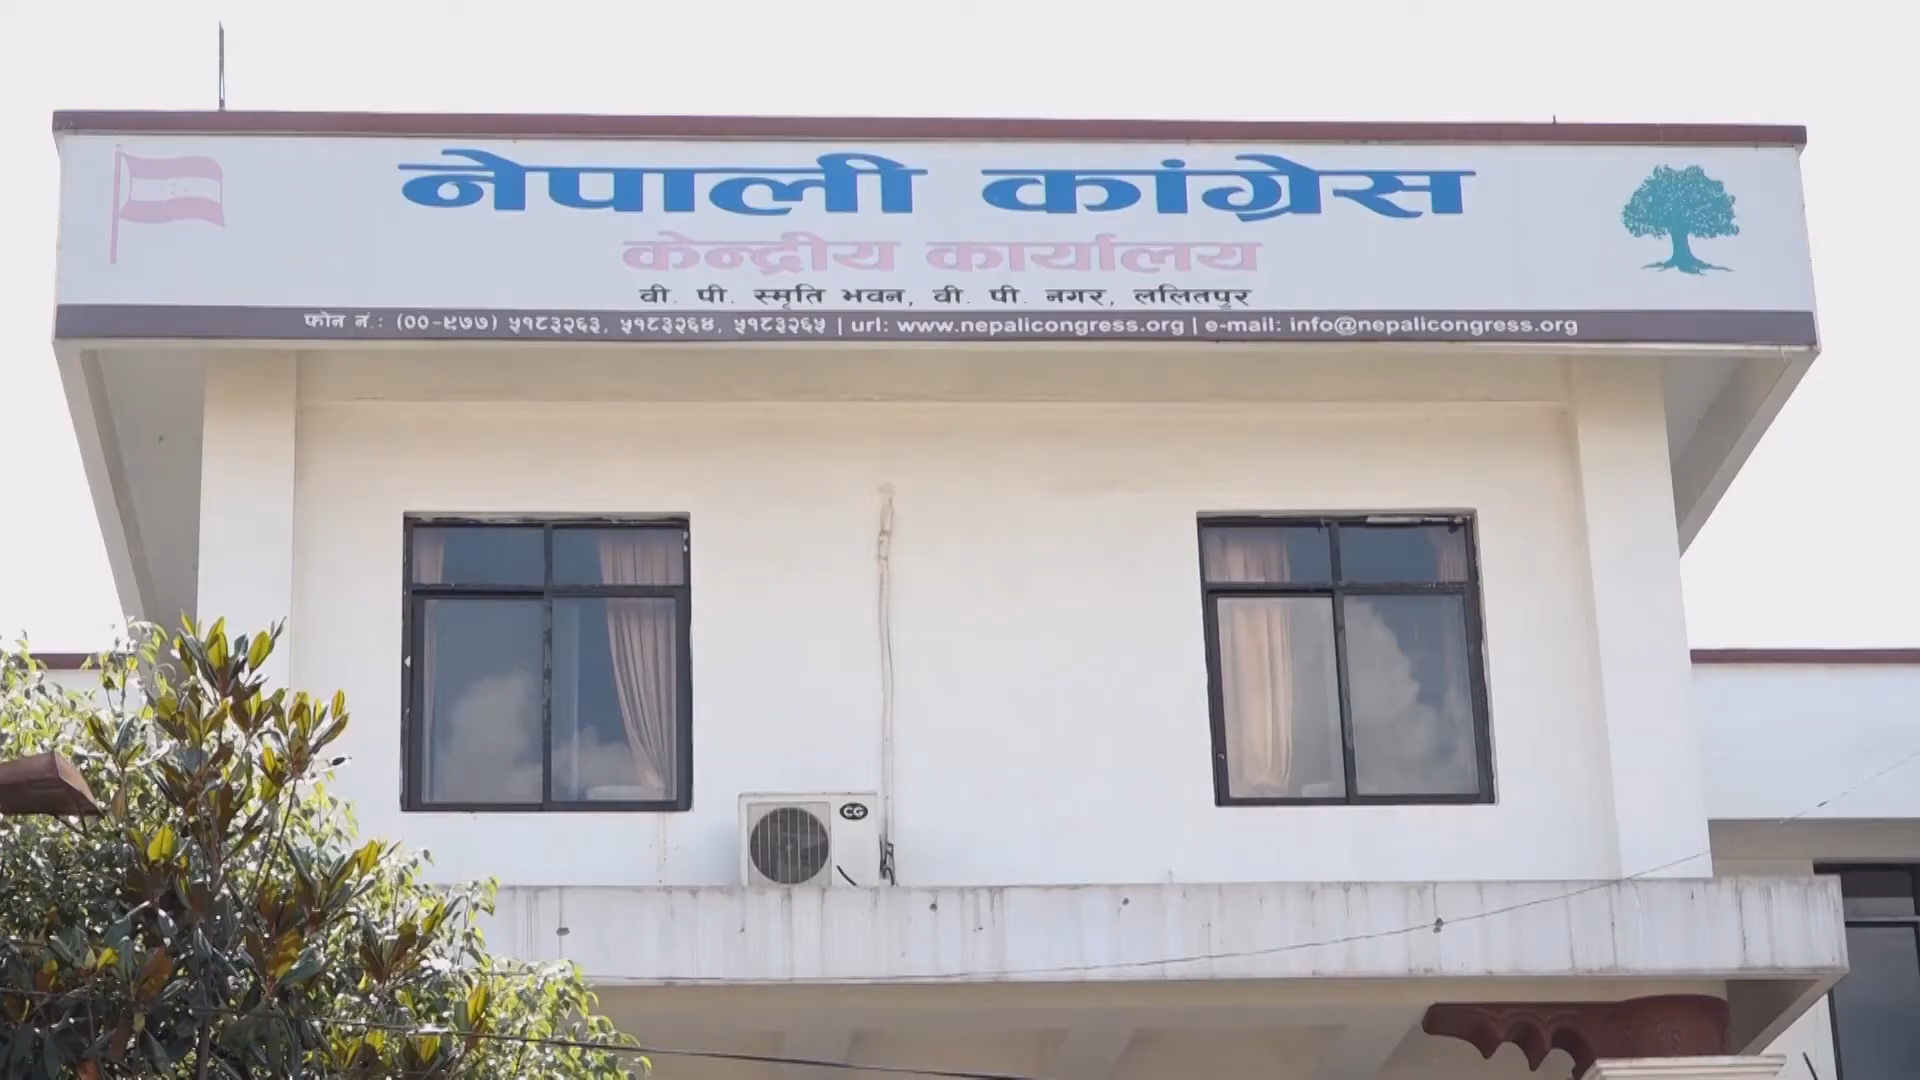 नेपाली कांग्रेस
केन्द्रीय कार्यालय
वी. पी. स्मृति भवन, वी. पी. नगर, ललितपुर
फोन नं.: (००-९७७) ५१८३२६३, ५१८३२६४, ५१८३२६५ | url: www.nepalicongress.org | e-mail: info@nepalicongress.org
CG